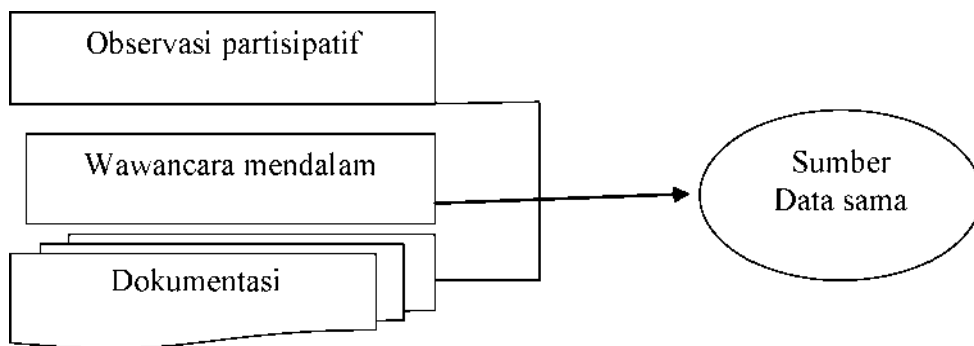 Observasi partisipatif
Wawancara mendalam
Dokumentasi
Sumber
Data sama